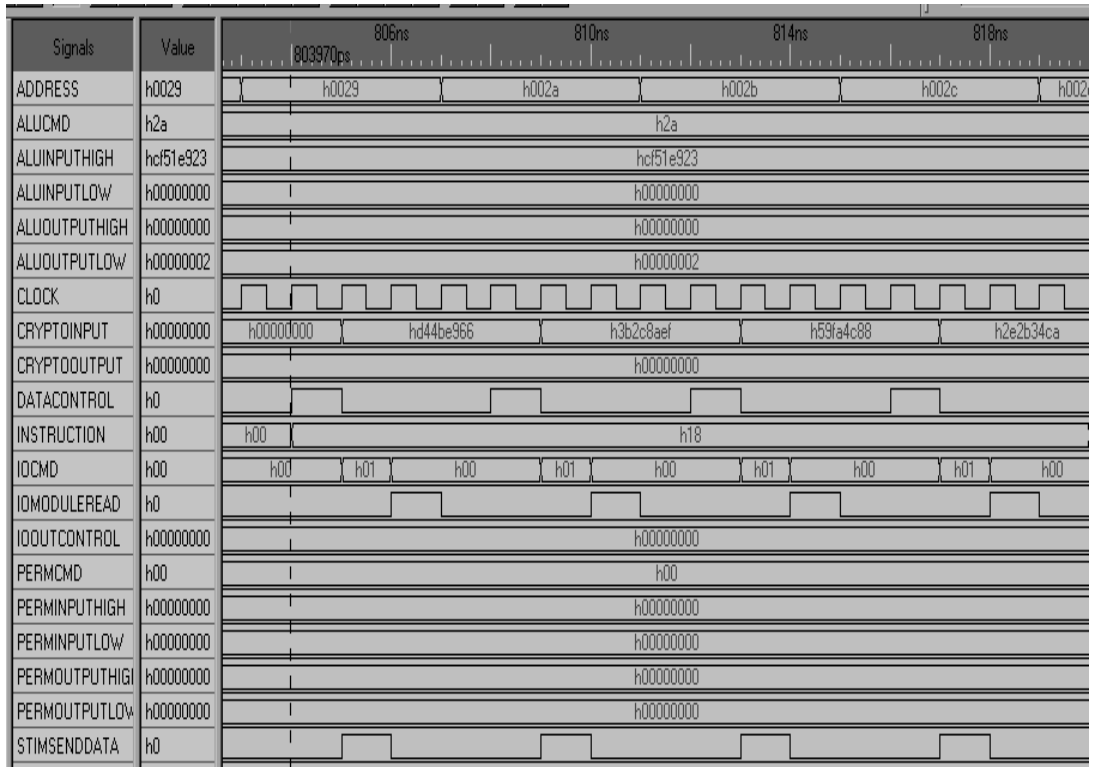 Signals Value 803970ps 806ns 810ns 814ns 818ns
ADDRESS h0029 h0029 h002a h002b h002c
ALUCMD h2a h2a
ALUINPUTHIGH hcf51e923 hcf51e923
ALUINPUTLOW h00000000 h00000000
ALUOUTPUTHIGH h00000000 h00000000
ALUOUTPUTLOW h00000002 h00000002
CLOCK h0
CRYPTOINPUT h00000000 h00000000 hd44be966 h3b2c8aef h59fa4c88 h2e2b34ca
CRYPTOOUTPUT h00000000 h00000000
DATACONTROL h0
INSTRUCTION h00 h00 h18
IOCMD h00 h00 h01 h00 h01 h00 h01 h00 h01 h00
IOMODULEREAD h0
IOOUTCONTROL h00000000 h00000000
PERMCMD h00 h00
PERMINPUTHIGH h00000000 h00000000
PERMINPUTLOW h00000000 h00000000
PERMOUTPUTHIG h00000000 h00000000
PERMOUTPUTLOW h00000000 h00000000
STIMSENDDATA h0